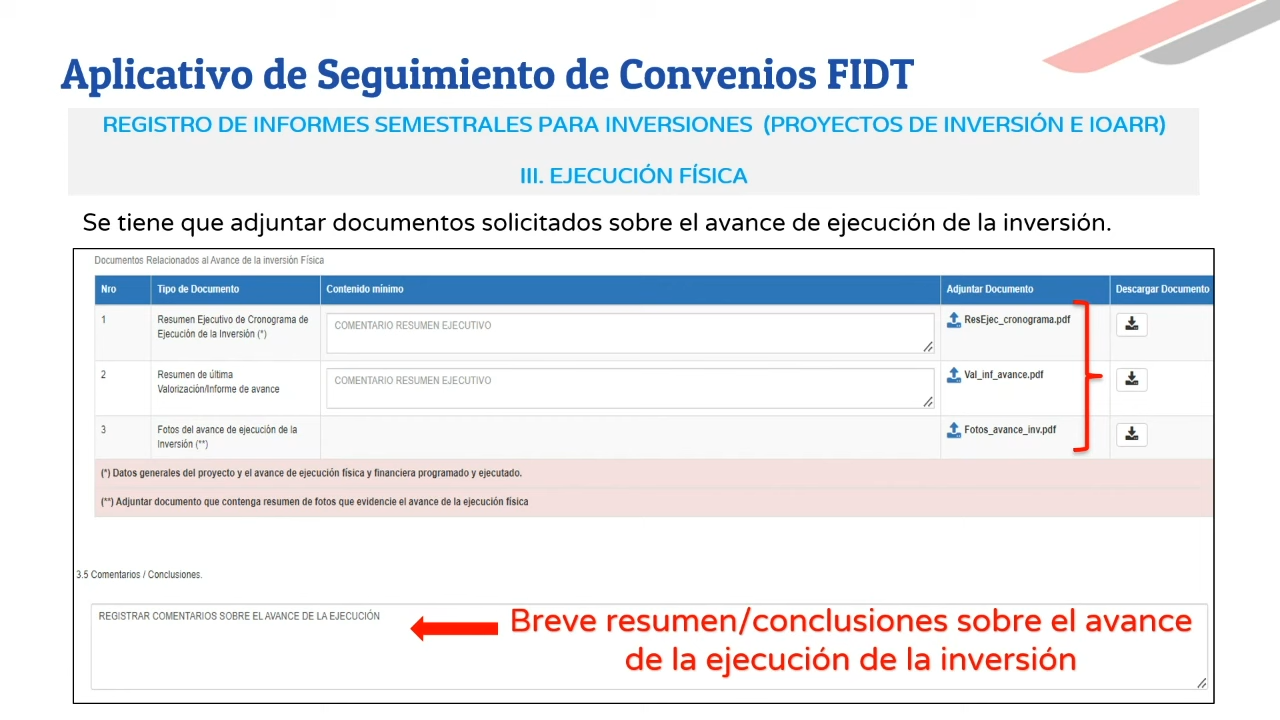 Aplicativo de Seguimiento de Convenios FIDT
REGISTRO DE INFORMES SEMESTRALES PARA INVERSIONES (PROYECTOS DE INVERSIÓN E IOARR)
III. EJECUCIÓN FÍSICA
Se tiene que adjuntar documentos solicitados sobre el avance de ejecución de la inversión.
Documentos Relacionados al Avance de la inversión Física
Nro Tipo de Documento Contenido mínimo Adjuntar Documento Descargar Documento
1 Resumen Ejecutivo de Cronograma de COMENTARIO RESUMEN EJECUTIVO ResEjec_cronograma.pdf
Ejecución de la Inversión (*)
2 Resumen de última COMENTARIO RESUMEN EJECUTIVO Val_inf_avance.pdf
Valorización/Informe de avance
3 Fotos del avance de ejecución de la Fotos_avance_inv.pdf
Inversión (**)
(*) Datos generales del proyecto y el avance de ejecución física y financiera programado y ejecutado.
(**) Adjuntar documento que contenga resumen de fotos que evidencie el avance de la ejecución física
3.5 Comentarios / Conclusiones.
REGISTRAR COMENTARIOS SOBRE EL AVANCE DE LA EJECUCIÓN
Breve resumen/conclusiones sobre el avance
de la ejecución de la inversión